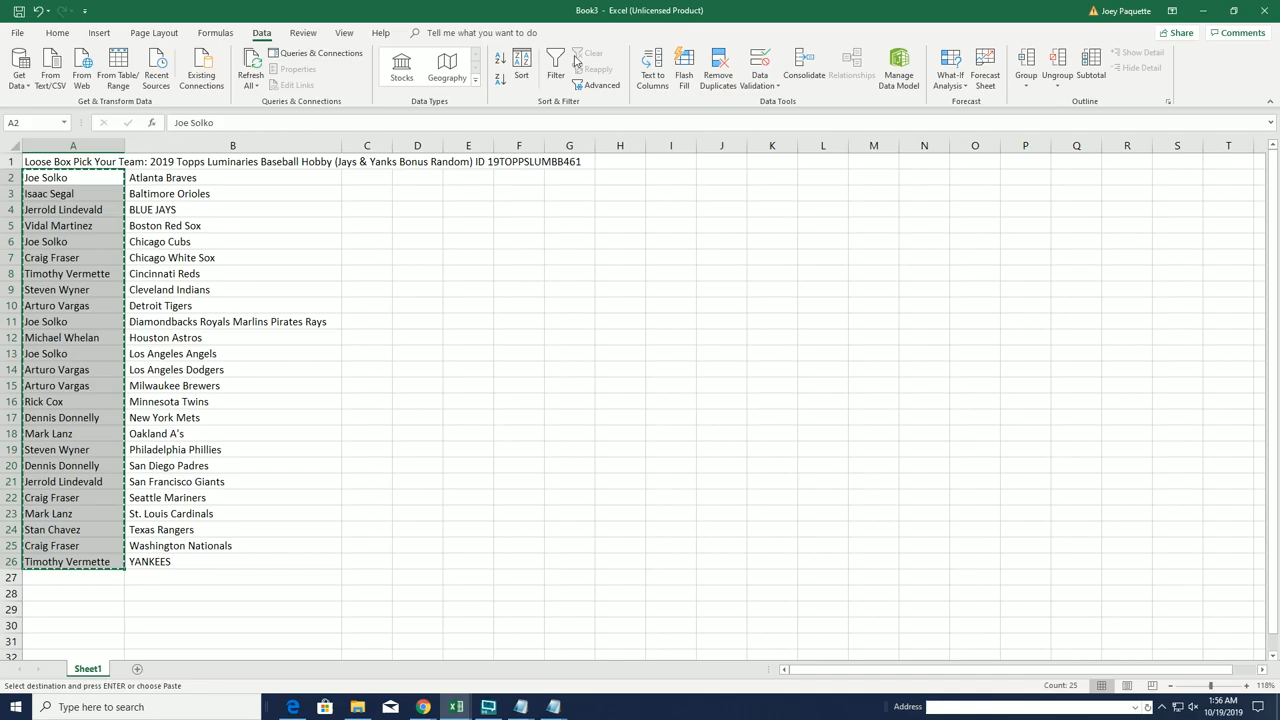 Book3 - Excel (Unlicensed Product)
Joey Paquette
File Home Insert Page Layout Formulas Data Review View Help Tell me what you want to do Share Comments
Get Data From Text/CSV From Web From Table/Range Recent Sources Existing Connections
Get & Transform Data
Refresh All Queries & Connections Properties Edit Links
Queries & Connections
Stocks Geography
Data Types
Sort Filter Clear Reapply Advanced
Sort & Filter
Text to Columns Flash Fill Remove Duplicates Data Validation Consolidate Relationships Manage Data Model
Data Tools
What-If Analysis Forecast Sheet
Forecast
Group Ungroup Subtotal Show Detail Hide Detail
Outline
A2 fx Joe Solko
A B C D E F G H I J K L M N O P Q R S T
1 Loose Box Pick Your Team: 2019 Topps Luminaries Baseball Hobby (Jays & Yanks Bonus Random) ID 19TOPPSLUMBB461
2 Joe Solko Atlanta Braves
3 Isaac Segal Baltimore Orioles
4 Jerrold Lindevald BLUE JAYS
5 Vidal Martinez Boston Red Sox
6 Joe Solko Chicago Cubs
7 Craig Fraser Chicago White Sox
8 Timothy Vermette Cincinnati Reds
9 Steven Wyner Cleveland Indians
10 Arturo Vargas Detroit Tigers
11 Joe Solko Diamondbacks Royals Marlins Pirates Rays
12 Michael Whelan Houston Astros
13 Joe Solko Los Angeles Angels
14 Arturo Vargas Los Angeles Dodgers
15 Arturo Vargas Milwaukee Brewers
16 Rick Cox Minnesota Twins
17 Dennis Donnelly New York Mets
18 Mark Lanz Oakland A's
19 Steven Wyner Philadelphia Phillies
20 Dennis Donnelly San Diego Padres
21 Jerrold Lindevald San Francisco Giants
22 Craig Fraser Seattle Mariners
23 Mark Lanz St. Louis Cardinals
24 Stan Chavez Texas Rangers
25 Craig Fraser Washington Nationals
26 Timothy Vermette YANKEES
27
28
29
30
31
32
Sheet1
Select destination and press ENTER or choose Paste Count: 25 118%
Type here to search Address 1:56 AM
10/19/2019